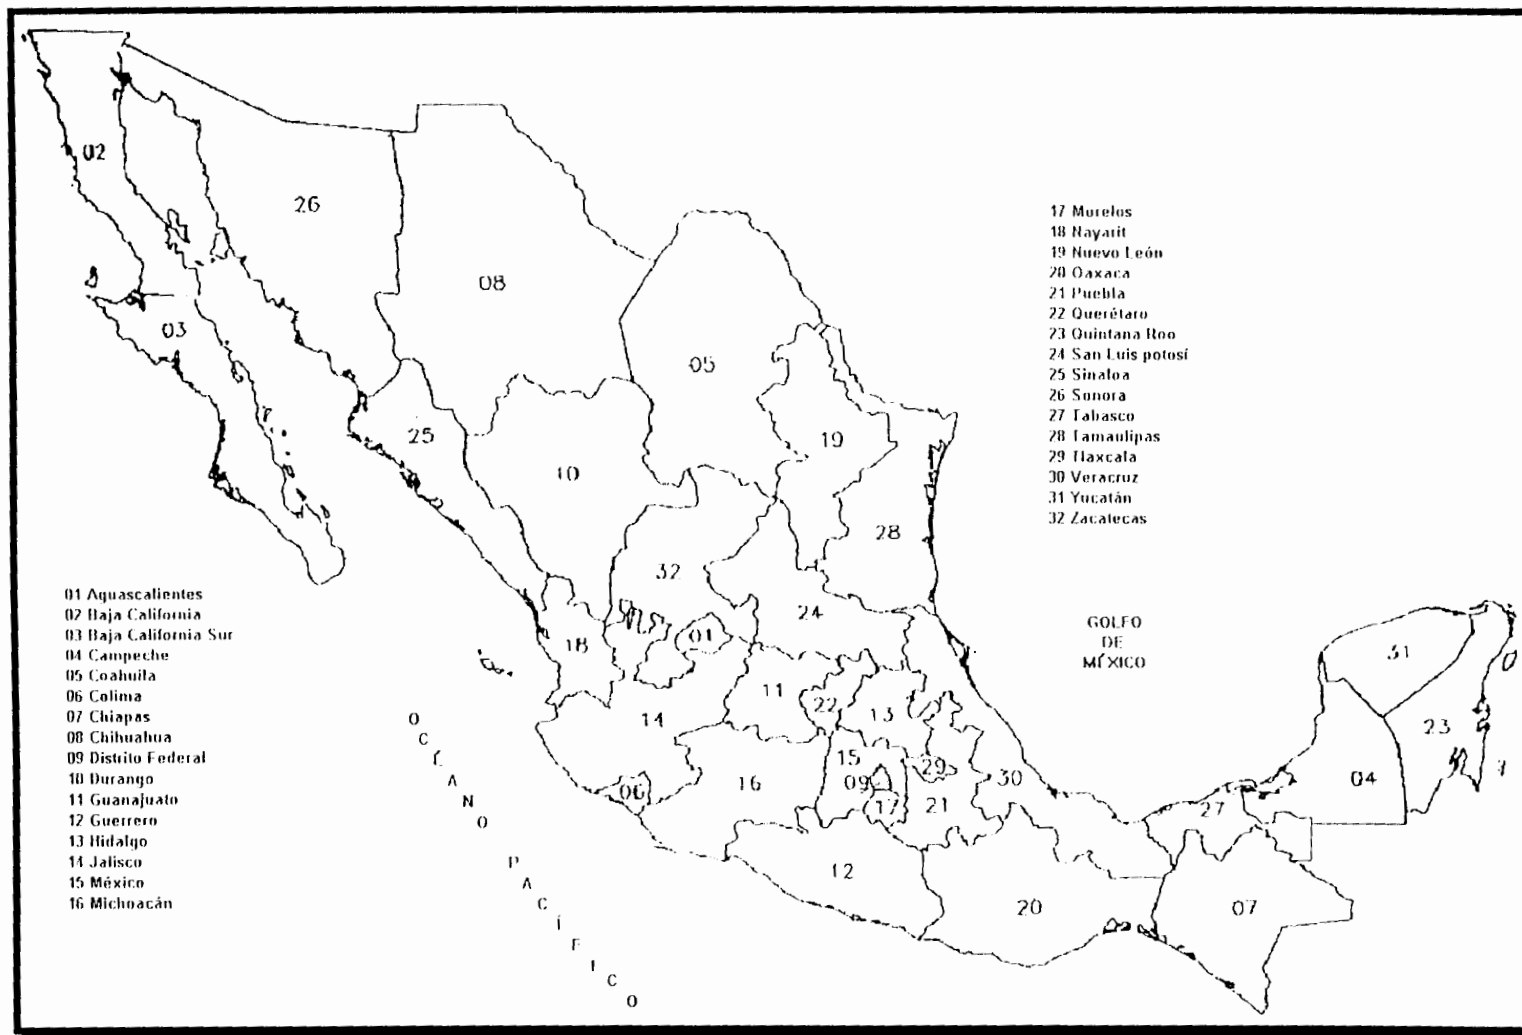 02
26
08
03
05
25
19
10
28
32
24
01
18
11
22
13
14
31
23
15
09
29
30
04
06
16
17
21
27
12
20
07
17 Morelos
18 Nayarit
19 Nuevo León
20 Oaxaca
21 Puebla
22 Querétaro
23 Quintana Roo
24 San Luis potosí
25 Sinaloa
26 Sonora
27 Tabasco
28 Tamaulipas
29 Tlaxcala
30 Veracruz
31 Yucatán
32 Zacatecas
01 Aguascalientes
02 Baja California
03 Baja California Sur
04 Campeche
05 Coahuila
06 Colima
07 Chiapas
08 Chihuahua
09 Distrito Federal
10 Durango
11 Guanajuato
12 Guerrero
13 Hidalgo
14 Jalisco
15 México
16 Michoacán
GOLFO
DE
MÉXICO
OCÉANO PACÍFICO